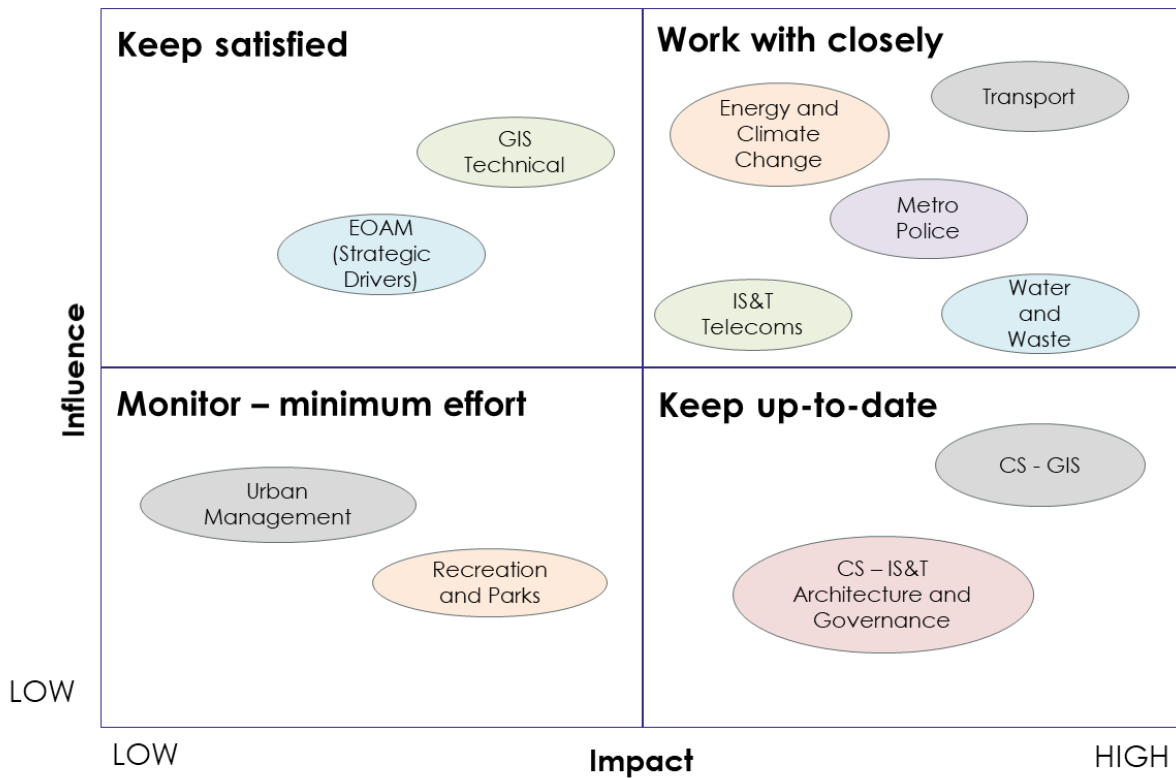 Keep satisfied
Work with closely
GIS
Technical
EOAM
(Strategic
Drivers)
Energy and
Climate
Change
Transport
Metro
Police
IS&T
Telecoms
Water
and
Waste
Influence
Monitor – minimum effort
Keep up-to-date
Urban
Management
Recreation
and Parks
CS - GIS
CS – IS&T
Architecture and
Governance
LOW
LOW
Impact
HIGH